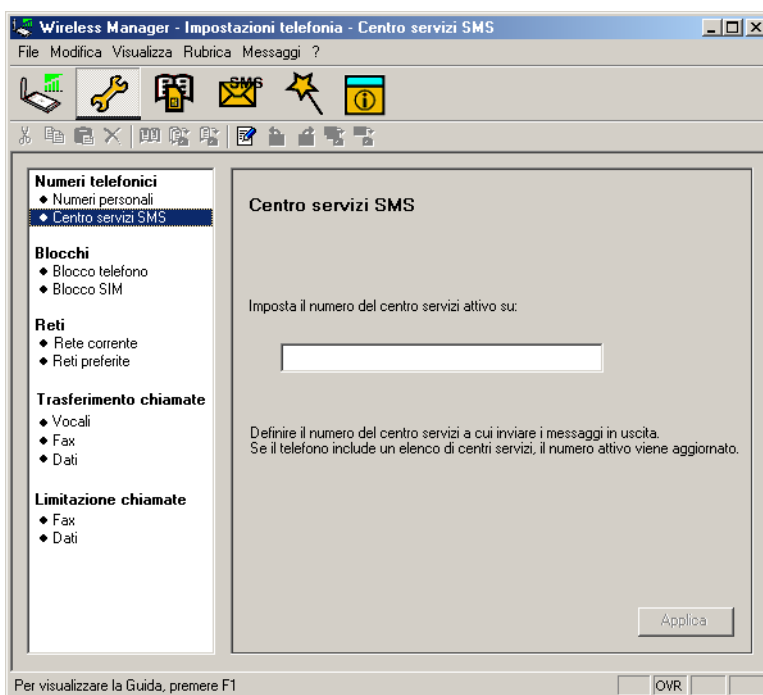 Wireless Manager - Impostazioni telefonia - Centro servizi SMS
File Modifica Visualizza Rubrica Messaggi ?
SMS
Numeri telefonici
Numeri personali
Centro servizi SMS
Blocchi
Blocco telefono
Blocco SIM
Reti
Rete corrente
Reti preferite
Trasferimento chiamate
Vocali
Fax
Dati
Limitazione chiamate
Fax
Dati
Centro servizi SMS
Imposta il numero del centro servizi attivo su:
Definire il numero del centro servizi a cui inviare i messaggi in uscita.
Se il telefono include un elenco di centri servizi, il numero attivo viene aggiornato.
Applica
Per visualizzare la Guida, premere F1
OVR